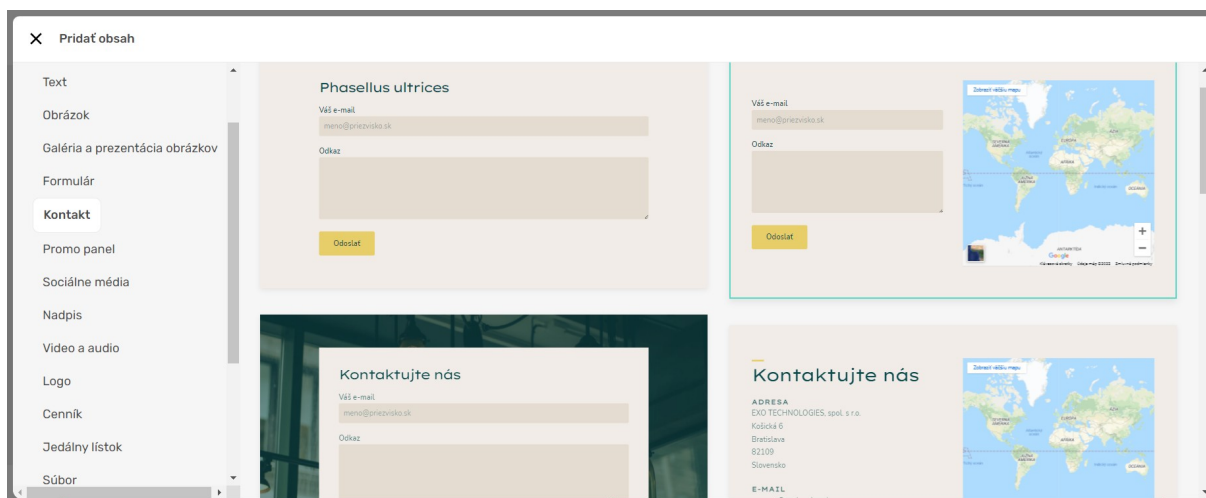 Pridať obsah
Text
Obrázok
Galéria a prezentácia obrázkov
Formulár
Kontakt
Promo panel
Sociálne média
Nadpis
Video a audio
Logo
Cenník
Jedálny lístok
Súbor
Phasellus ultrices
Váš e-mail
meno@priezvisko.sk
Odkaz
Odoslať
Váš e-mail
meno@priezvisko.sk
Odkaz
Odoslať
Zobraziť väčšiu mapu
Google
Kontaktujte nás
Váš e-mail
meno@priezvisko.sk
Odkaz
Kontaktujte nás
ADRESA
EXO TECHNOLOGIES, spol. s r.o.
Košická 6
Bratislava
82109
Slovensko
E-MAIL
Zobraziť väčšiu mapu